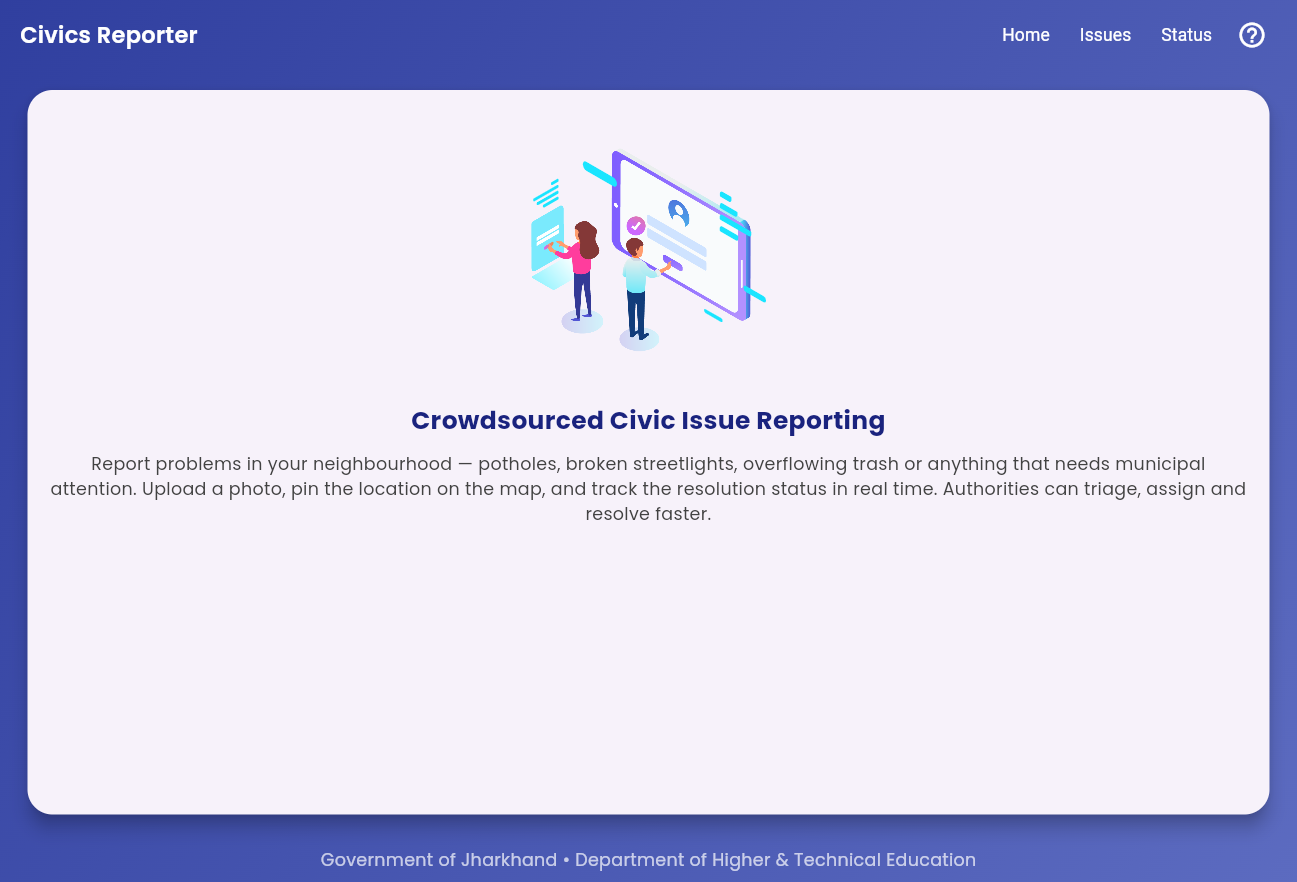 Civics Reporter
Home Issues Status
Crowdsourced Civic Issue Reporting
Report problems in your neighbourhood — potholes, broken streetlights, overflowing trash or anything that needs municipal
attention. Upload a photo, pin the location on the map, and track the resolution status in real time. Authorities can triage, assign and
resolve faster.
Government of Jharkhand • Department of Higher & Technical Education